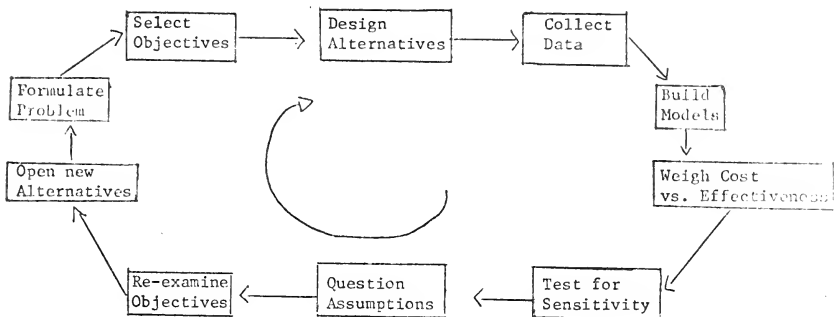 Select
Objectives
Design
Alternatives
Collect
Data
Build
Models
Weigh Cost
vs. Effectiveness
Test for
Sensitivity
Question
Assumptions
Re-examine
Objectives
Open new
Alternatives
Formulate
Problem